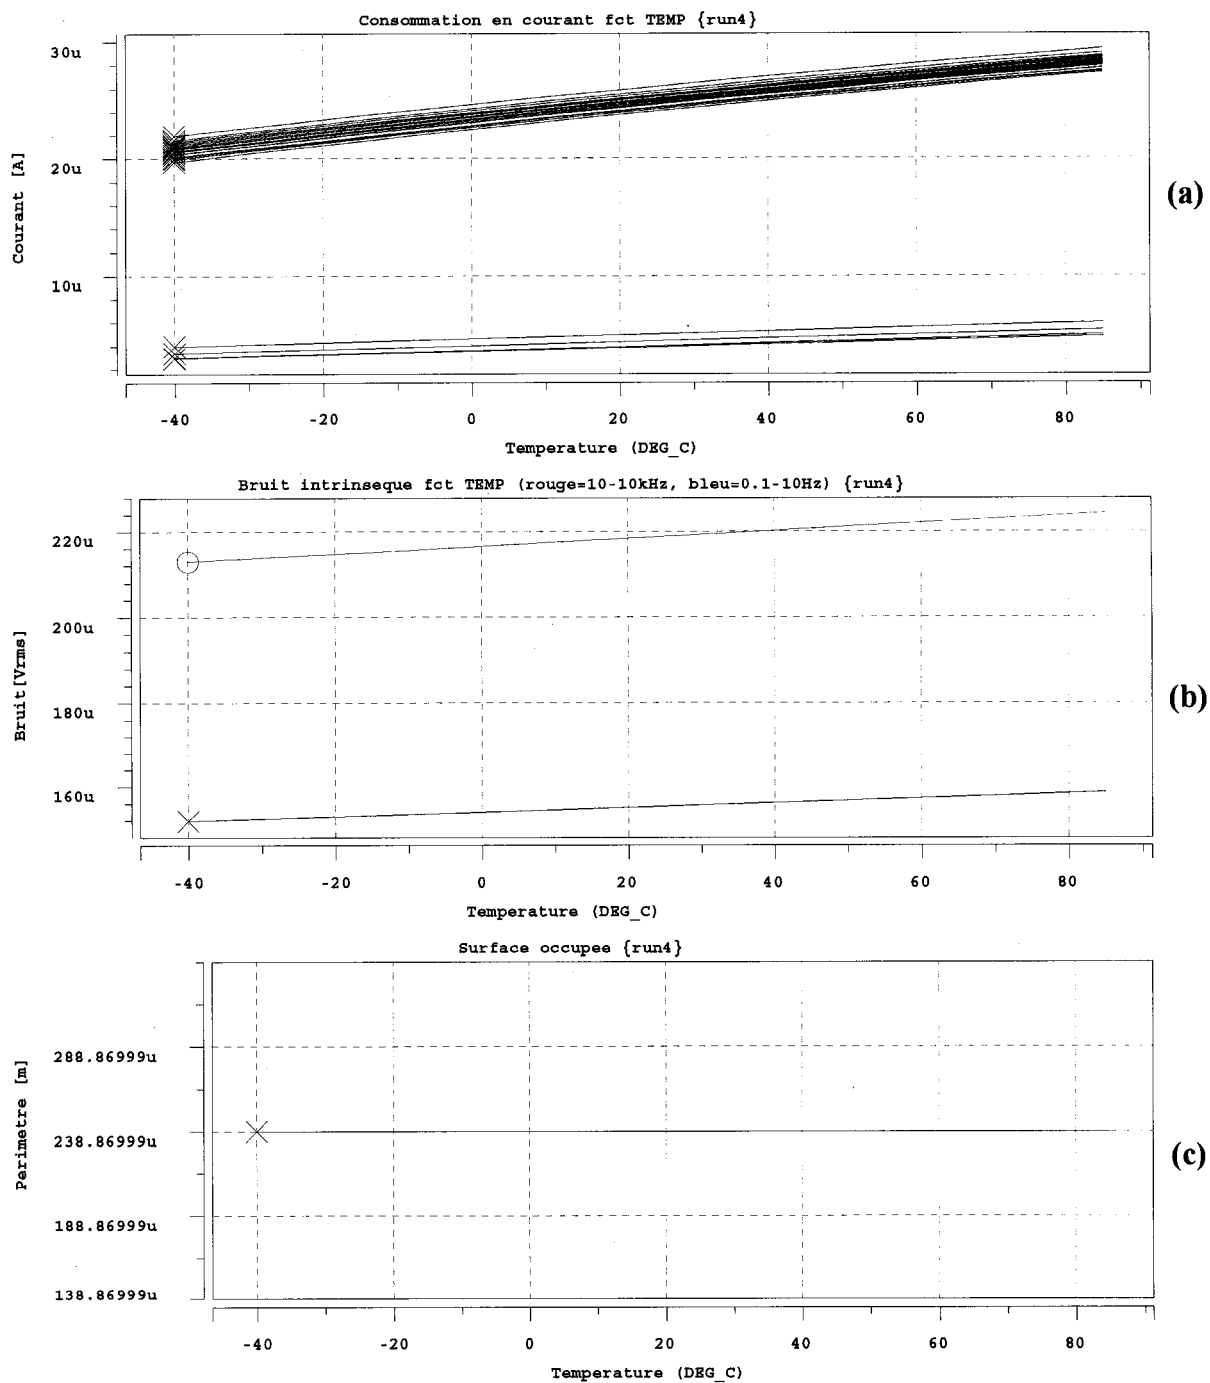 Consommation en courant fct TEMP {run4}
30u
20u
10u
Courant [A]
(a)
-40 -20 0 20 40 60 80
Temperature (DEG_C)
Bruit intrinseque fct TEMP (rouge=10-10kHz, bleu=0.1-10Hz) {run4}
220u
200u
180u
160u
Bruit[Vrms]
(b)
-40 -20 0 20 40 60 80
Temperature (DEG_C)
Surface occupee {run4}
288.86999u
238.86999u
188.86999u
138.86999u
Perimetre [m]
(c)
-40 -20 0 20 40 60 80
Temperature (DEG_C)